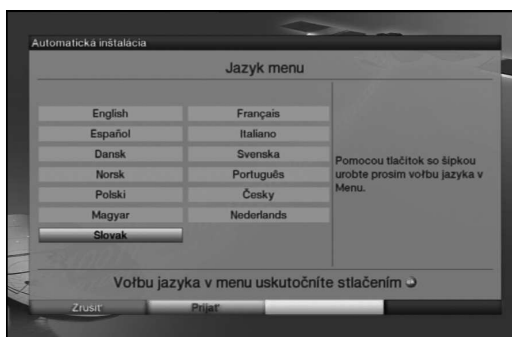 Automatická inštalácia
Jazyk menu
English Français
Español Italiano
Dansk Svenska
Norsk Português
Polski Česky
Magyar Nederlands
Slovak
Pomocou tlačítok so šípkou
urobte prosim voľbu jazyka v
Menu.
Voľbu jazyka v menu uskutočníte stlačením
Zrušiť Prijať